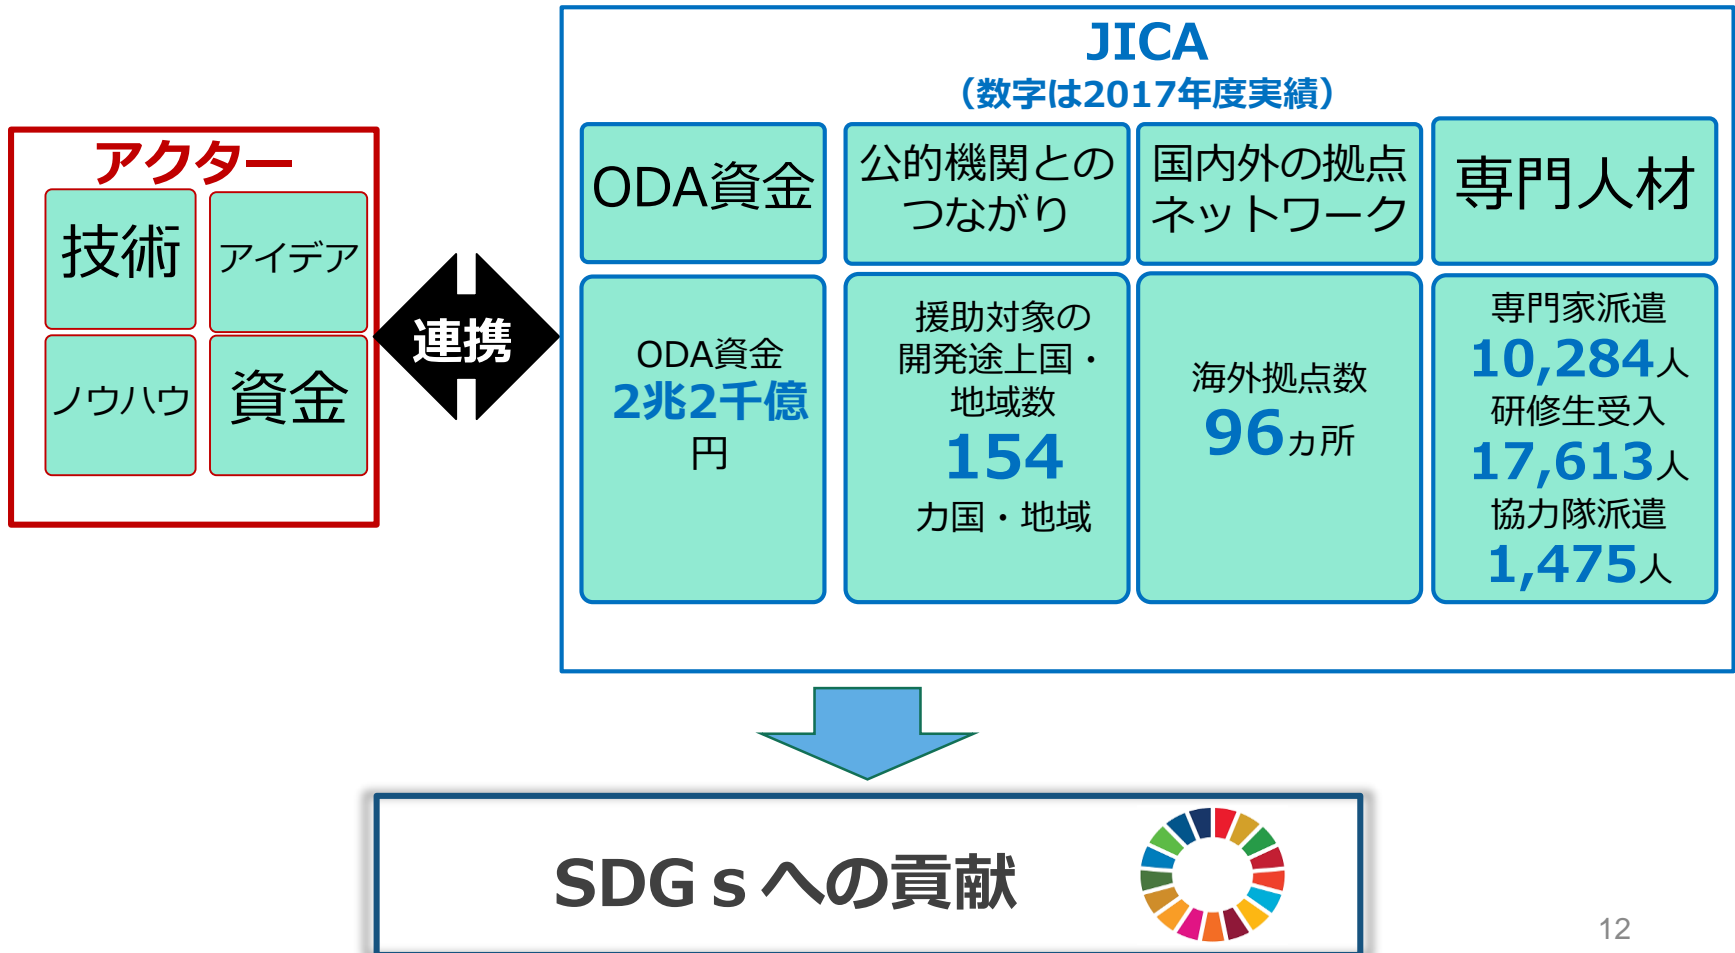 JICA
（数字は2017年度実績）
アクター
技術
アイデア
ノウハウ
資金
連携
ODA資金
公的機関との
つながり
国内外の拠点
ネットワーク
専門人材
ODA資金
2兆2千億
円
援助対象の
開発途上国・
地域数
154
カ国・地域
海外拠点数
96カ所
専門家派遣
10,284人
研修生受入
17,613人
協力隊派遣
1,475人
SDGｓへの貢献
12